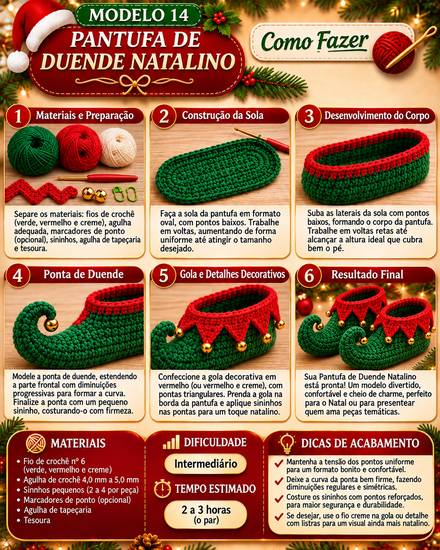 MODELO 14
PANTUFA DE
DUENDE NATALINO
Como Fazer
1 Materiais e Preparação
Separe os materiais: fios de crochê
(verde, vermelho e creme), agulha
adequada, marcadores de ponto
(opcional), sininhos, agulha de tapeçaria
e tesoura.
2 Construção da Sola
Faça a sola da pantufa em formato
oval, com pontos baixos. Trabalhe
em voltas, aumentando de forma
uniforme até atingir o tamanho
desejado.
3 Desenvolvimento do Corpo
Suba as laterais da sola com pontos
baixos, formando o corpo da pantufa.
Trabalhe em voltas retas até
alcançar a altura ideal que cubra
bem o pé.
4 Ponta de Duende
Modele a ponta de duende, estendendo
a parte frontal com diminuições
progressivas para formar a curva.
Finalize a ponta com um pequeno
sininho, costurando-o com firmeza.
5 Gola e Detalhes Decorativos
Confeccione a gola decorativa em
vermelho (ou vermelho e creme), com
pontas triangulares. Prenda a gola na
borda da pantufa e aplique sininhos
nas pontas para um toque natalino.
6 Resultado Final
Sua Pantufa de Duende Natalino
está pronta! Um modelo divertido,
confortável e cheio de charme, perfeito
para o Natal ou para presentear
quem ama peças temáticas.
MATERIAIS
• Fio de crochê nº 6
(verde, vermelho e creme)
• Agulha de crochê 4,0 mm a 5,0 mm
• Sininhos pequenos (2 a 4 por peça)
• Marcadores de ponto (opcional)
• Agulha de tapeçaria
• Tesoura
DIFICULDADE
Intermediário
TEMPO ESTIMADO
2 a 3 horas
(o par)
DICAS DE ACABAMENTO
✓ Mantenha a tensão dos pontos uniforme
para um formato bonito e confortável.
✓ Deixe a curva da ponta bem firme, fazendo
diminuições regulares e simétricas.
✓ Costure os sininhos com pontos reforçados,
para maior segurança e durabilidade.
✓ Se desejar, use o fio creme na gola ou detalhe
com listras para um visual ainda mais natalino.